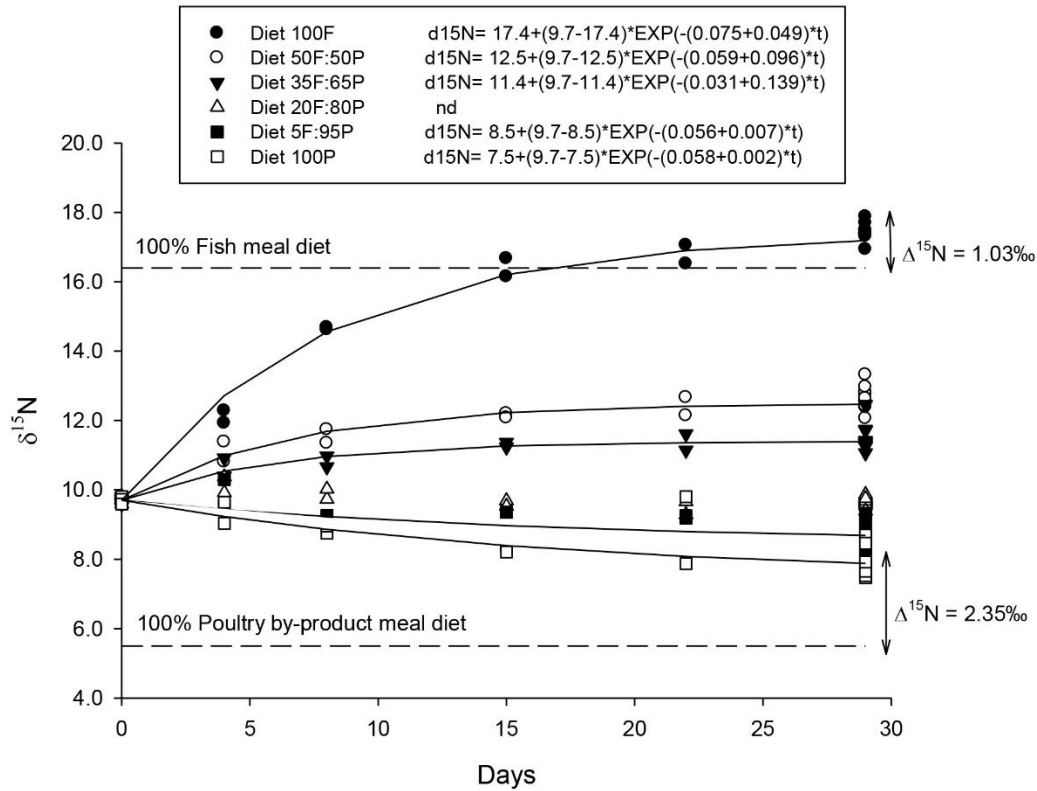 Diet 100F d15N= 17.4+(9.7-17.4)*EXP(-(0.075+0.049)*t)
Diet 50F:50P d15N= 12.5+(9.7-12.5)*EXP(-(0.059+0.096)*t)
Diet 35F:65P d15N= 11.4+(9.7-11.4)*EXP(-(0.031+0.139)*t)
Diet 20F:80P nd
Diet 5F:95P d15N= 8.5+(9.7-8.5)*EXP(-(0.056+0.007)*t)
Diet 100P d15N= 7.5+(9.7-7.5)*EXP(-(0.058+0.002)*t)
20.0
18.0
100% Fish meal diet
Δ¹⁵N = 1.03‰
16.0
14.0
12.0
δ¹⁵N
10.0
8.0
100% Poultry by-product meal diet
Δ¹⁵N = 2.35‰
6.0
4.0
0 5 10 15 20 25 30
Days